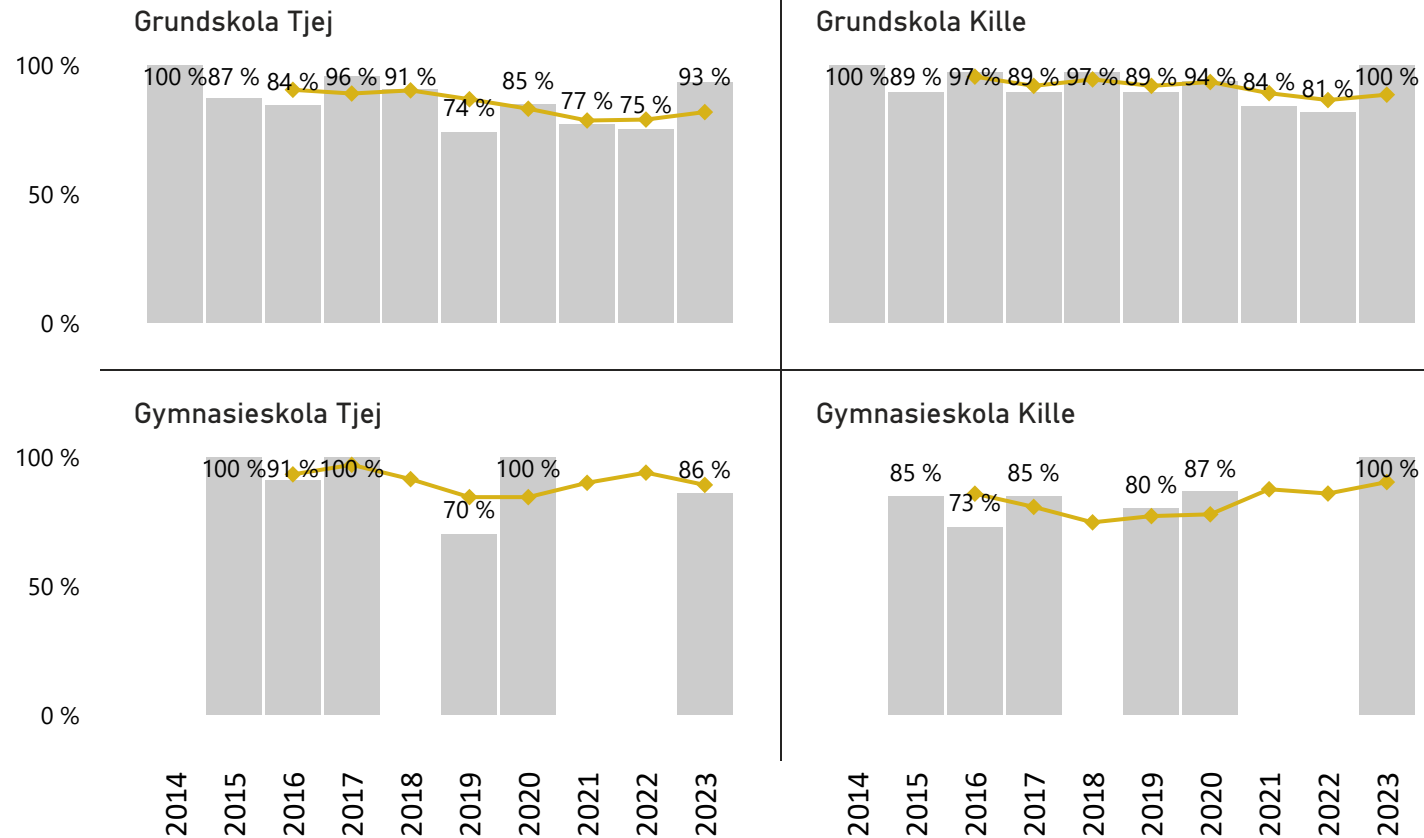 Grundskola Tjej
Grundskola Kille
100 %
100 % 87 % 84 % 96 % 91 % 74 % 85 % 77 % 75 % 93 %
100 % 89 % 97 % 89 % 97 % 89 % 94 % 84 % 81 % 100 %
50 %
0 %
Gymnasieskola Tjej
Gymnasieskola Kille
100 %
100 % 91 % 100 % 70 % 100 % 86 %
85 % 73 % 85 % 80 % 87 % 100 %
50 %
0 %
2014 2015 2016 2017 2018 2019 2020 2021 2022 2023
2014 2015 2016 2017 2018 2019 2020 2021 2022 2023